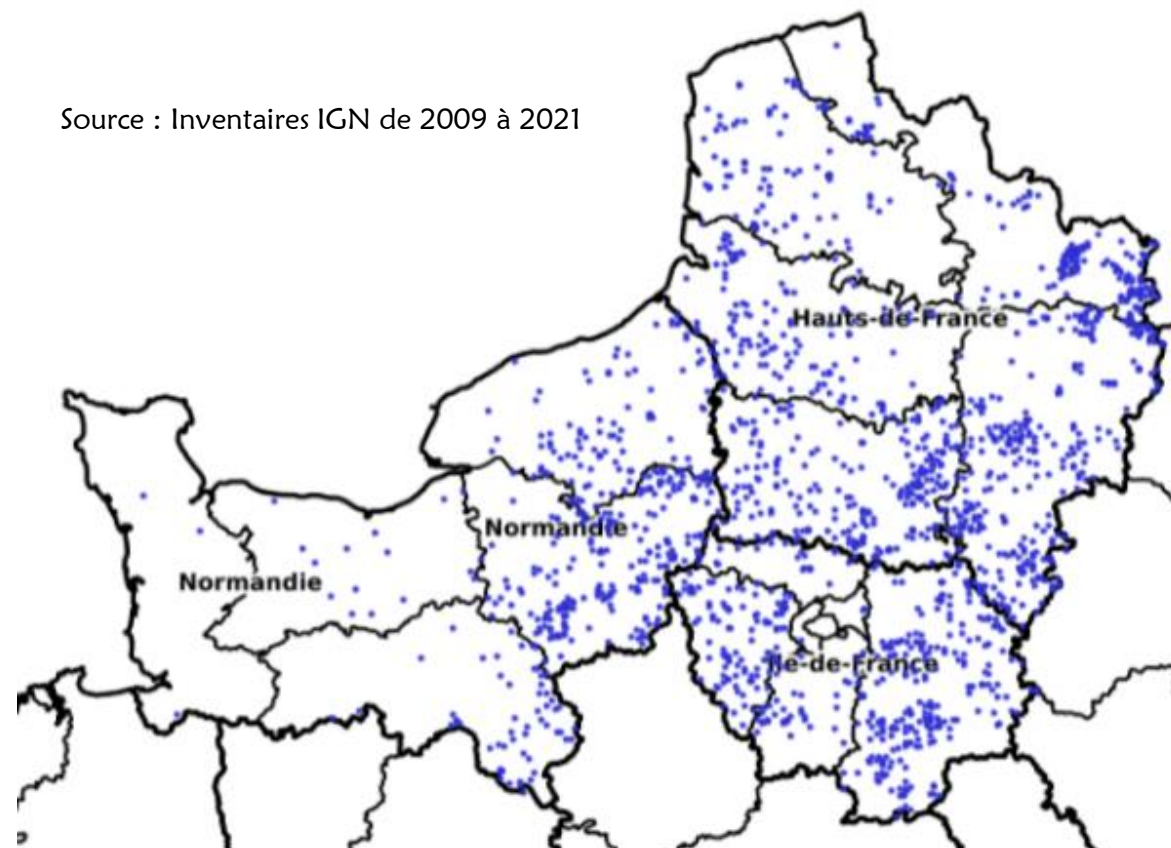 Source : Inventaires IGN de 2009 à 2021
Hauts-de-France
Normandie
Normandie
Île-de-France